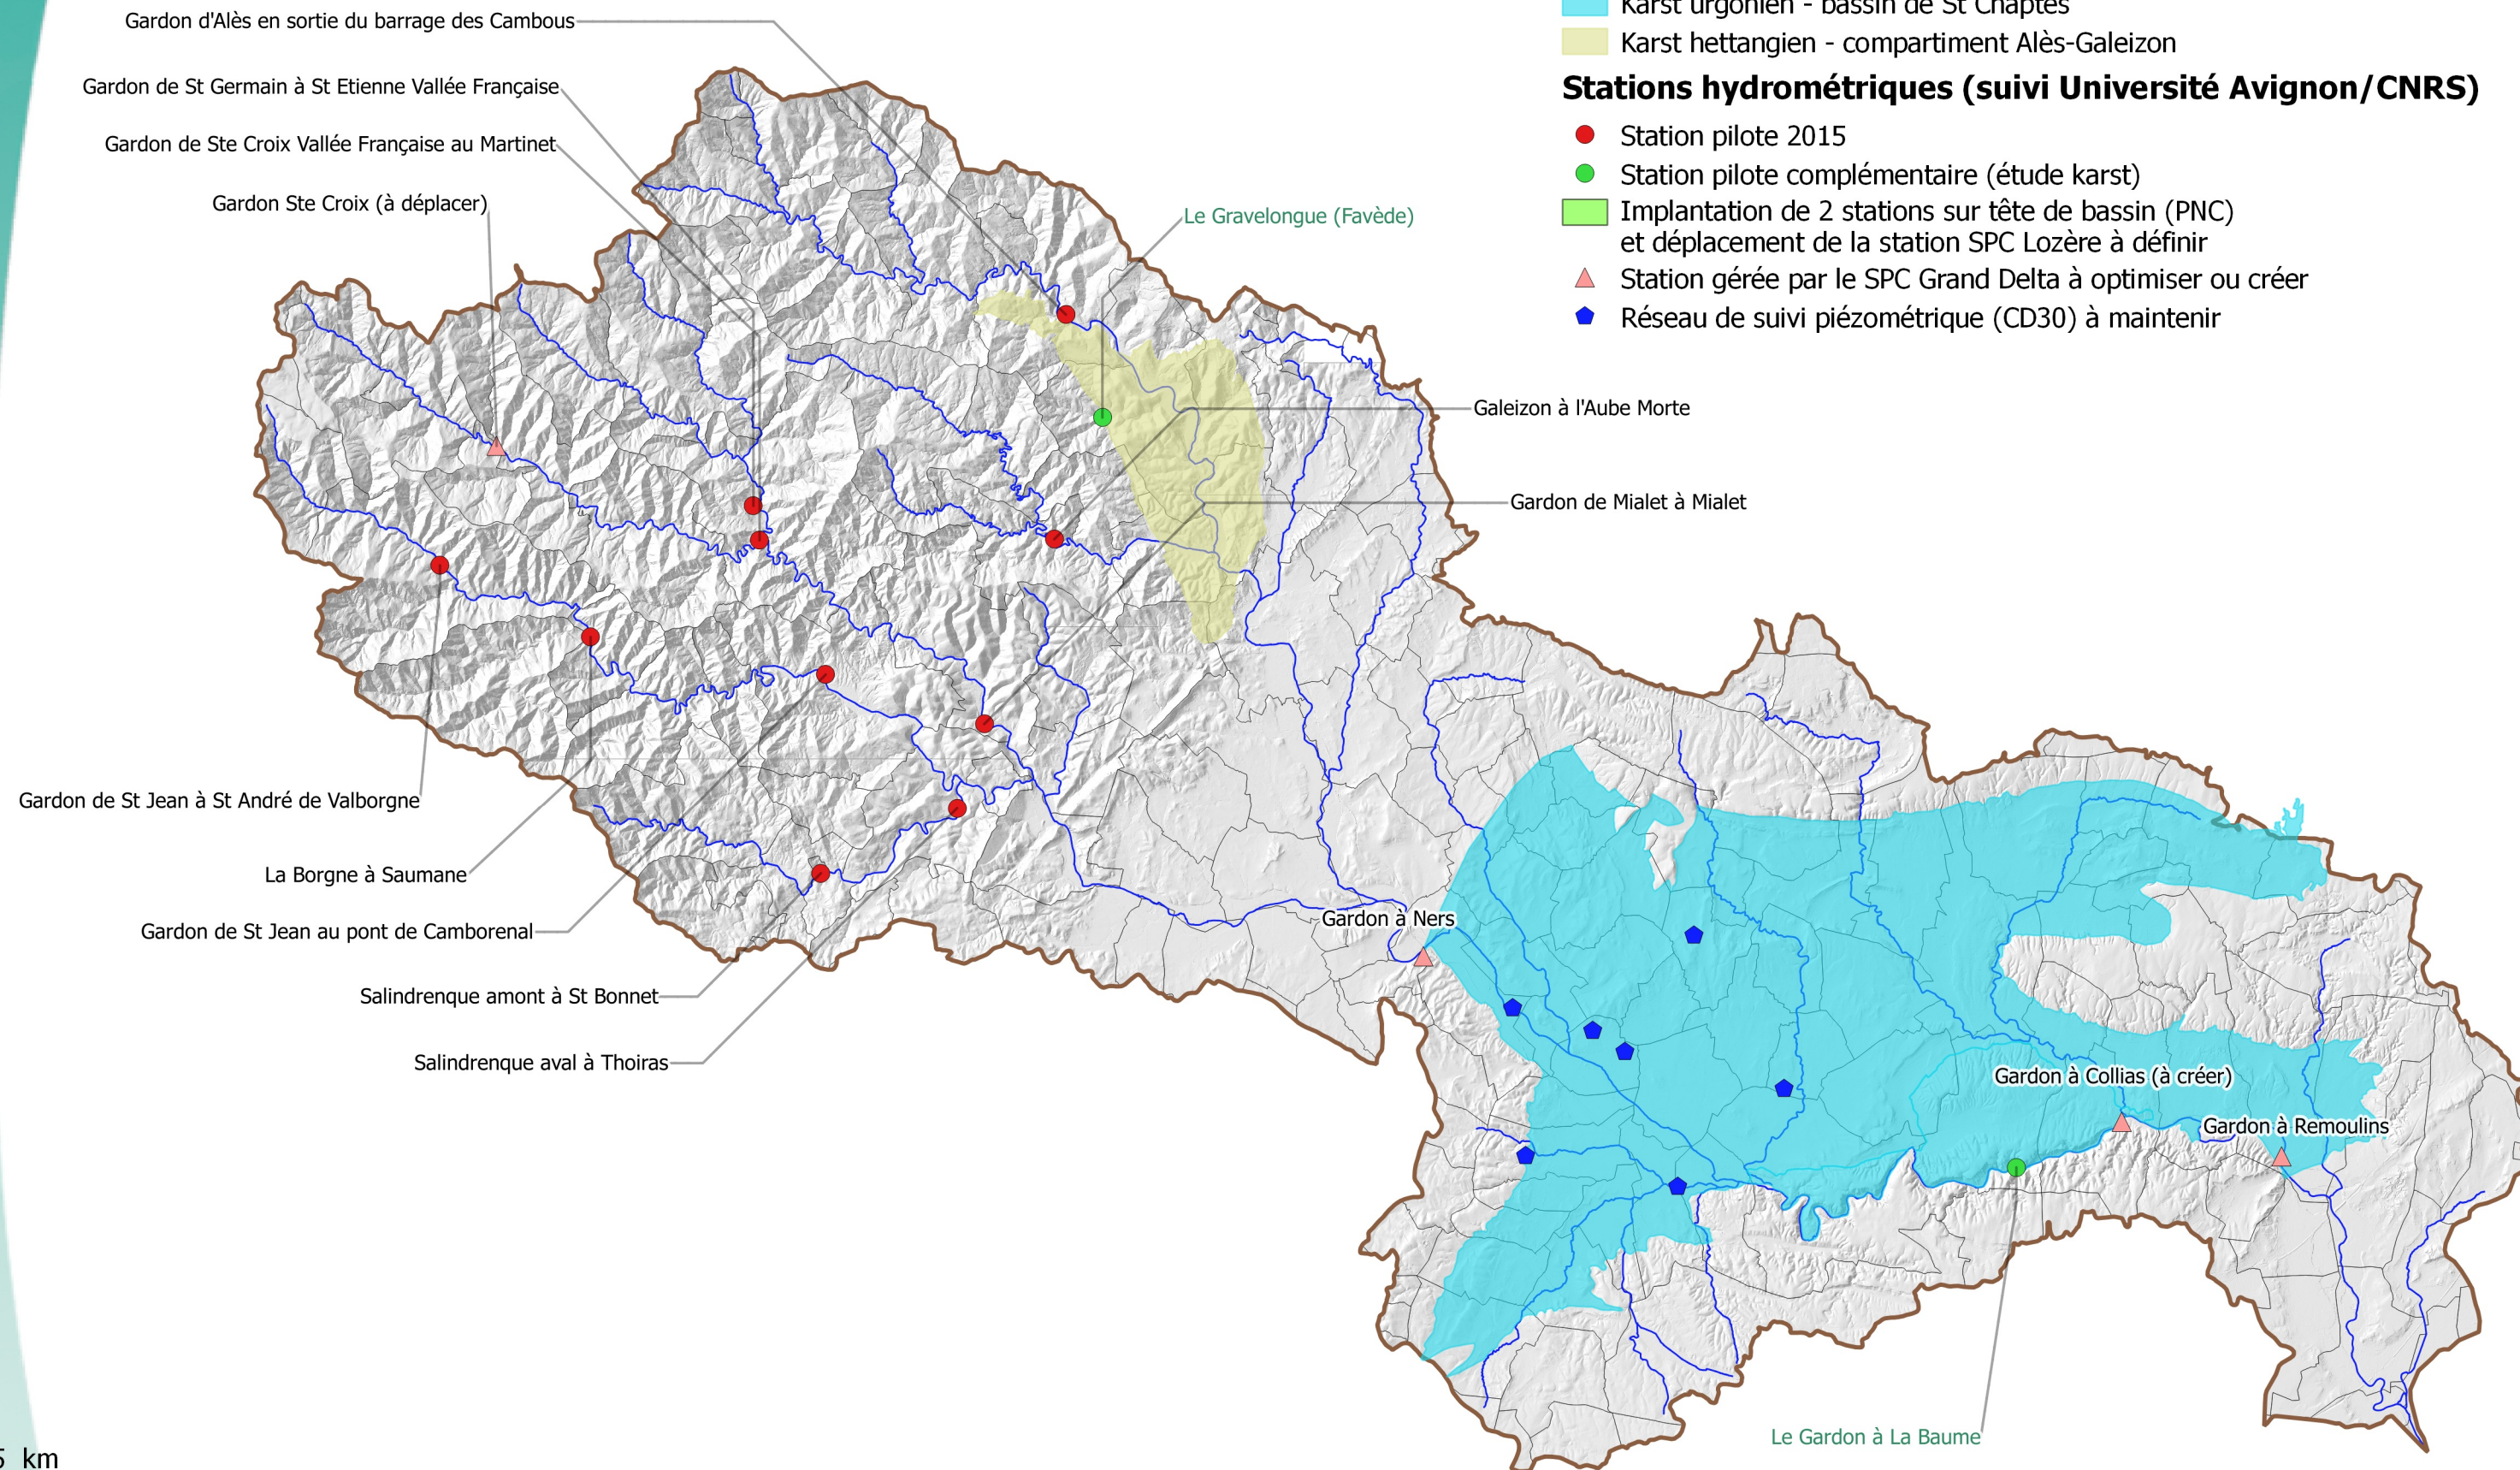 Karst urgonien - bassin de St Chaptes
Karst hettangien - compartiment Alès-Galeizon
Stations hydrométriques (suivi Université Avignon/CNRS)
Station pilote 2015
Station pilote complémentaire (étude karst)
Implantation de 2 stations sur tête de bassin (PNC)
et déplacement de la station SPC Lozère à définir
Station gérée par le SPC Grand Delta à optimiser ou créer
Réseau de suivi piézométrique (CD30) à maintenir
Gardon d'Alès en sortie du barrage des Cambous
Gardon de St Germain à St Etienne Vallée Française
Gardon de Ste Croix Vallée Française au Martinet
Gardon Ste Croix (à déplacer)
Le Gravelongue (Favède)
Galeizon à l'Aube Morte
Gardon de Mialet à Mialet
Gardon de St Jean à St André de Valborgne
La Borgne à Saumane
Gardon de St Jean au pont de Camborenal
Salindrenque amont à St Bonnet
Salindrenque aval à Thoiras
Gardon à Ners
Gardon à Collias (à créer)
Gardon à Remoulins
Le Gardon à La Baume
5 km